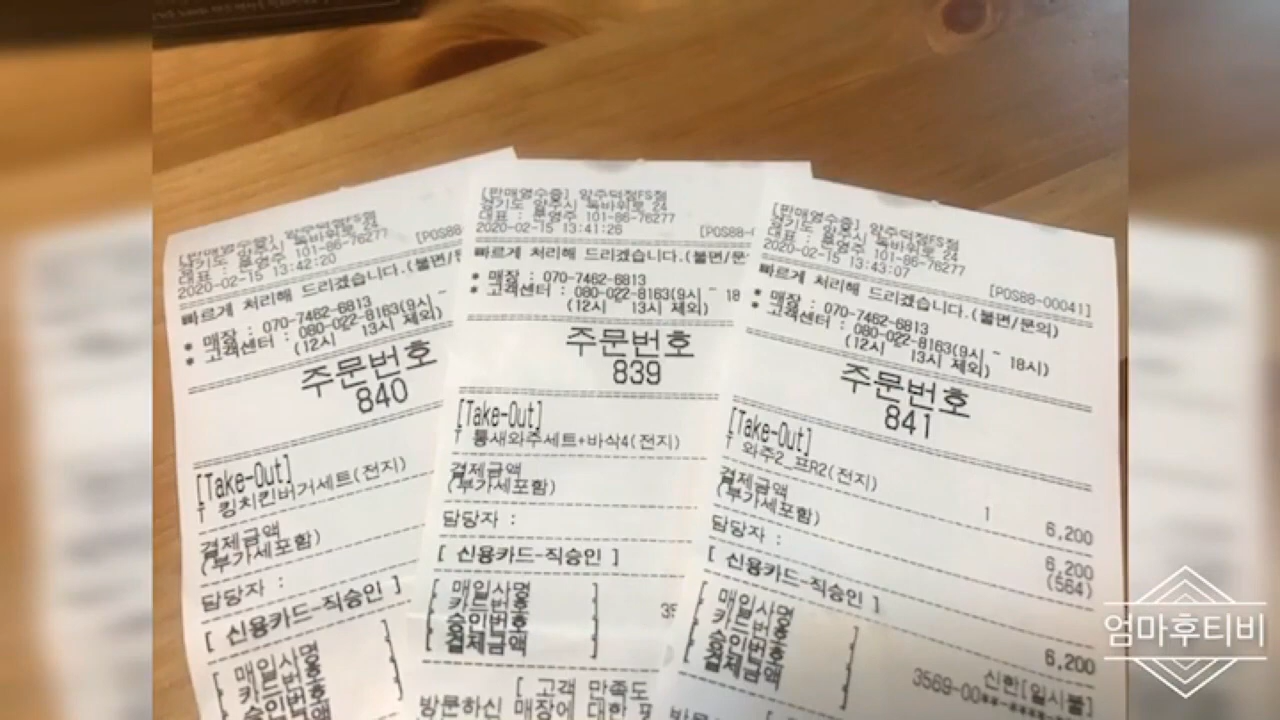 [판매영수증] 양주덕정FS점
경기도 양주시 독바위로 24
대표 : 문영주 101-86-76277
2020-02-15 13:42:20
빠르게 처리해 드리겠습니다.(불면/문
* 매장 : 070-7462-6813
* 고객센터 : 080-022-8163(9시 ~
(12시 13시 제외)
주문번호
840
[Take-Out]
T 킹치킨버거세트(전지)
결제금액
(부가세포함)
담당자 :
[ 신용카드-직승인 ]
[ 매입사명 ]
카드번호
승인번호
[판매영수증] 양주덕정FS점
경기도 양주시 독바위로 24
대표 : 문영주 101-86-76277
2020-02-15 13:41:26 [POS88-
빠르게 처리해 드리겠습니다.(불면/문
* 매장 : 070-7462-6813
* 고객센터 : 080-022-8163(9시 ~ 18
(12시 13시 제외)
주문번호
839
[Take-Out]
T 통새와주세트+바삭4(전지)
결제금액
(부가세포함)
담당자 :
[ 신용카드-직승인 ]
[ 매입사명 ]
[ 카드번호 ] 35
[ 승인번호 ]
[ 결제금액 ]
[ 고객 만족도
방문하신 매장에 대한
[판매영수증] 양주덕정FS점
경기도 양주시 독바위로 24
대표 : 문영주 101-86-76277
2020-02-15 13:43:07 [POS88-00041]
빠르게 처리해 드리겠습니다.(불면/문의)
* 매장 : 070-7462-6813
* 고객센터 : 080-022-8163(9시 ~ 18시)
(12시 13시 제외)
주문번호
841
[Take-Out]
T 와주2_프R2(전지) 1 6,200
결제금액 6,200
(부가세포함) (564)
담당자 :
[ 신용카드-직승인 ] 6,200
[ 매입사명 ] 신한[일시불]
[ 카드번호 ] 3569-00**-****
[ 승인번호 ]
[ 결제금액 ]
엄마후티비